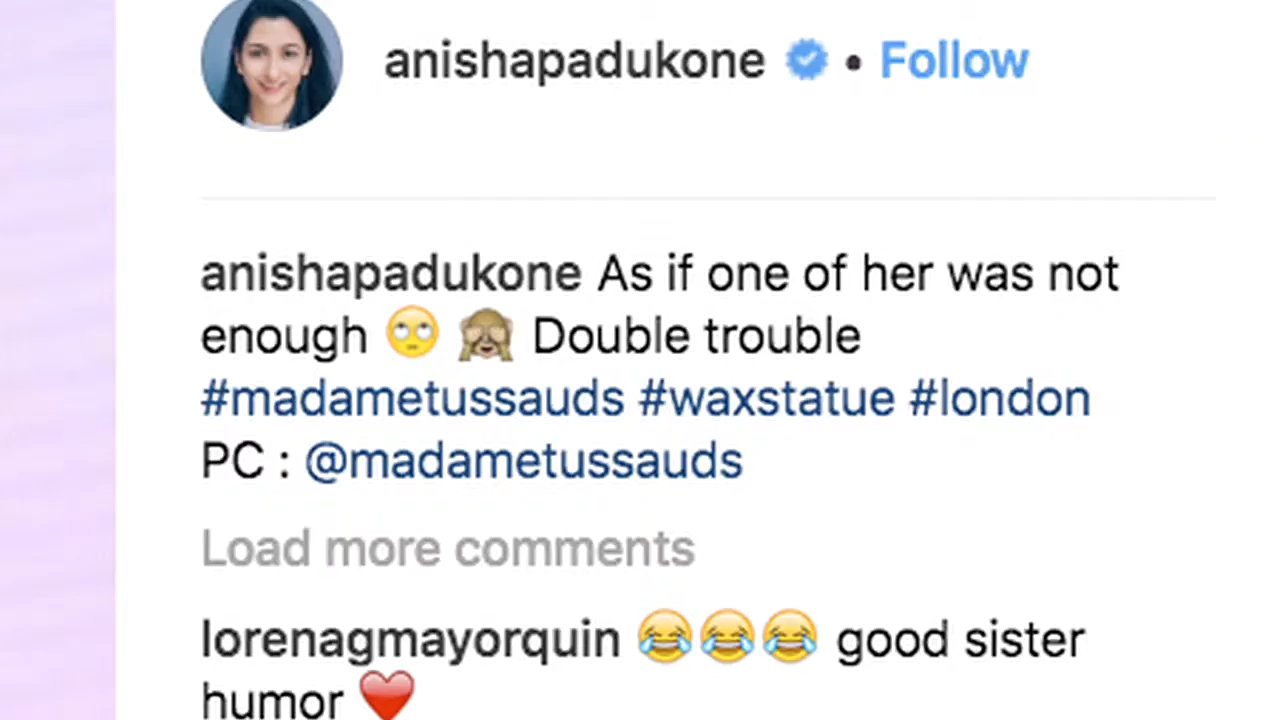 anishapadukone • Follow
anishapadukone As if one of her was not
enough 🙄 🙈 Double trouble
#madametussauds #waxstatue #london
PC : @madametussauds
Load more comments
lorenagmayorquin 😂😂😂 good sister
humor ❤️